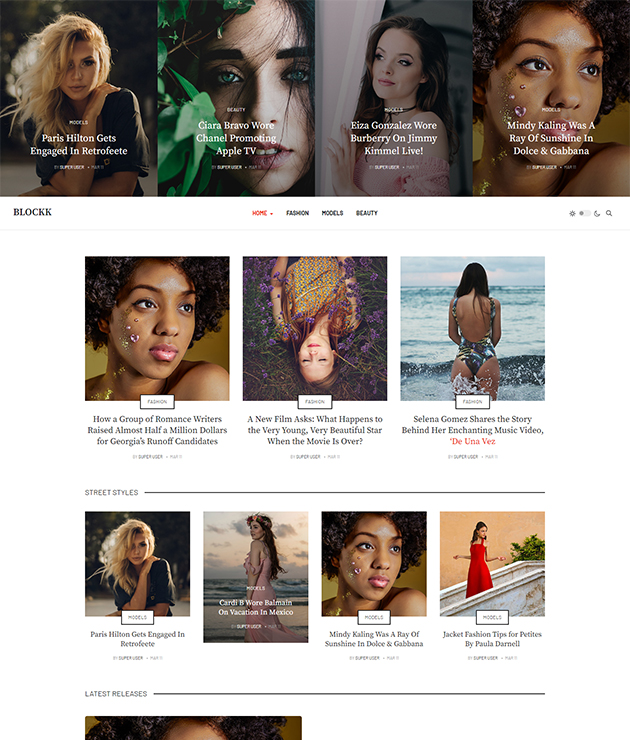 MODELS
Paris Hilton Gets
Engaged In Retrofeete
BY SUPER USER • MAR 11
BEAUTY
Ciara Bravo Wore
Chanel Promoting
Apple TV
BY SUPER USER • MAR 11
MODELS
Eiza Gonzalez Wore
Burberry On Jimmy
Kimmel Live!
BY SUPER USER • MAR 11
MODELS
Mindy Kaling Was A
Ray Of Sunshine In
Dolce & Gabbana
BY SUPER USER • MAR 11
BLOCKK
HOME FASHION MODELS BEAUTY
FASHION
How a Group of Romance Writers
Raised Almost Half a Million Dollars
for Georgia's Runoff Candidates
BY SUPER USER • MAR 11
FASHION
A New Film Asks: What Happens to
the Very Young, Very Beautiful Star
When the Movie Is Over?
BY SUPER USER • MAR 11
FASHION
Selena Gomez Shares the Story
Behind Her Enchanting Music Video,
‘De Una Vez
BY SUPER USER • MAR 11
STREET STYLES
MODELS
Paris Hilton Gets Engaged In
Retrofeete
BY SUPER USER • MAR 11
MODELS
Cardi B Wore Balmain
On Vacation In Mexico
BY SUPER USER • MAR 11
MODELS
Mindy Kaling Was A Ray Of
Sunshine In Dolce & Gabbana
BY SUPER USER • MAR 11
MODELS
Jacket Fashion Tips for Petites
By Paula Darnell
BY SUPER USER • MAR 11
LATEST RELEASES